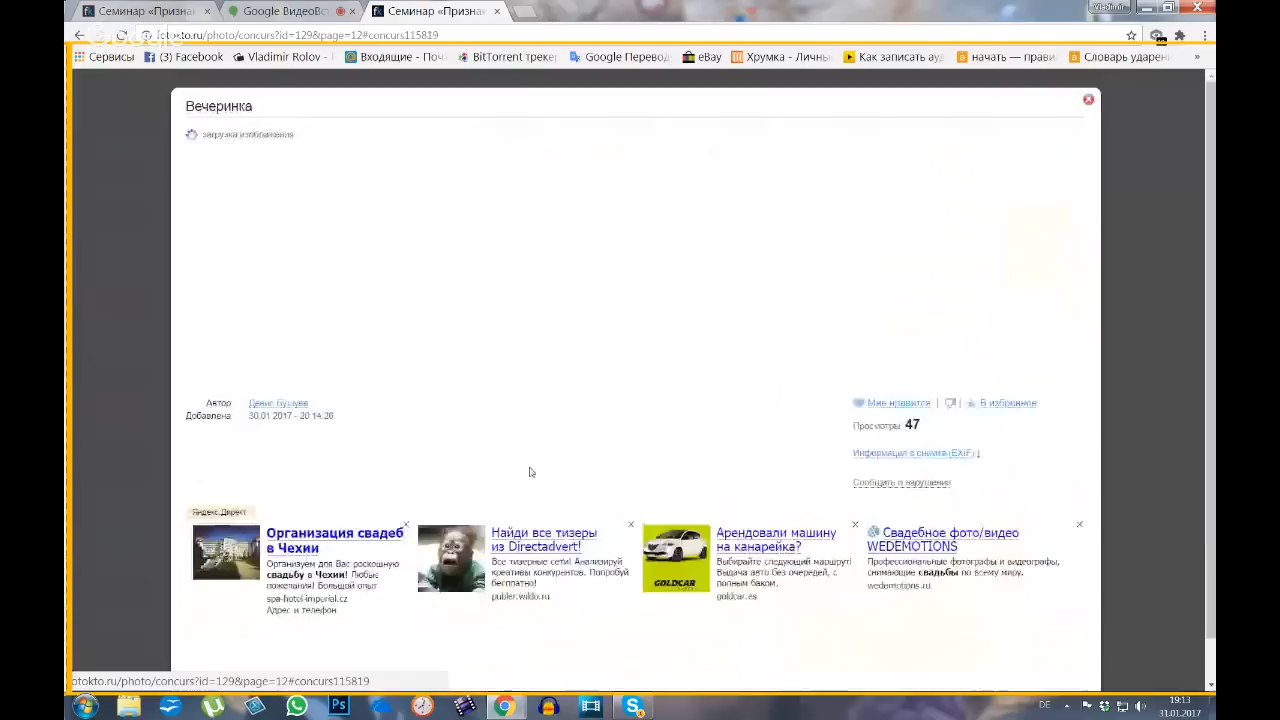 Семинар «Признак
Google ВидеоВс
Семинар «Признак
Vladimir
otokto.ru/photo/concurs?id=129&page=12#concurs115819
Сервисы
(3) Facebook
Vladimir Rolov -
Входящие - Поч
BitTorrent трекер
Google Перевод
eBay
Хрумка - Личны
Как записать ауд
начать — прави
Словарь ударен
»
Вечеринка
загрузка изображения
Автор: Денис Бушуев
Добавлена: 30.01.2017 - 20:14:26
Мне нравится | | В избранное
Просмотры 47
Информация о снимке (EXIF) ↓
Сообщить о нарушении
Яндекс.Директ
Организация свадеб
в Чехии
Организуем для Вас роскошную
свадьбу в Чехии! Любые
пожелания! Большой опыт
spa-hotel-imperial.cz
Адрес и телефон
Найди все тизеры
из Directadvert!
Все тизерные сети! Анализируй
креативы конкурентов. Попробуй
бесплатно!
publer.wildo.ru
GOLDCAR
Арендовали машину
на канарейка?
Выбирайте следующий маршрут!
Выдача авто без очередей, с
полным баком.
goldcar.es
Свадебное фото/видео
WEDEMOTIONS
Профессиональные фотографы и видеографы,
снимающие свадьбы по всему миру.
wedemotions.ru
otokto.ru/photo/concurs?id=129&page=12#concurs115819
Ps
DE
19:13
31.01.2017